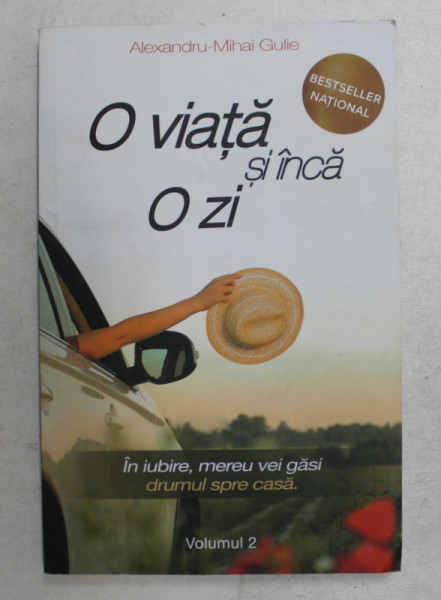 Alexandru-Mihai Gulie
BESTSELLER
NAȚIONAL
O viață
și încă
O zi
În iubire, mereu vei găsi
drumul spre casă.
Volumul 2